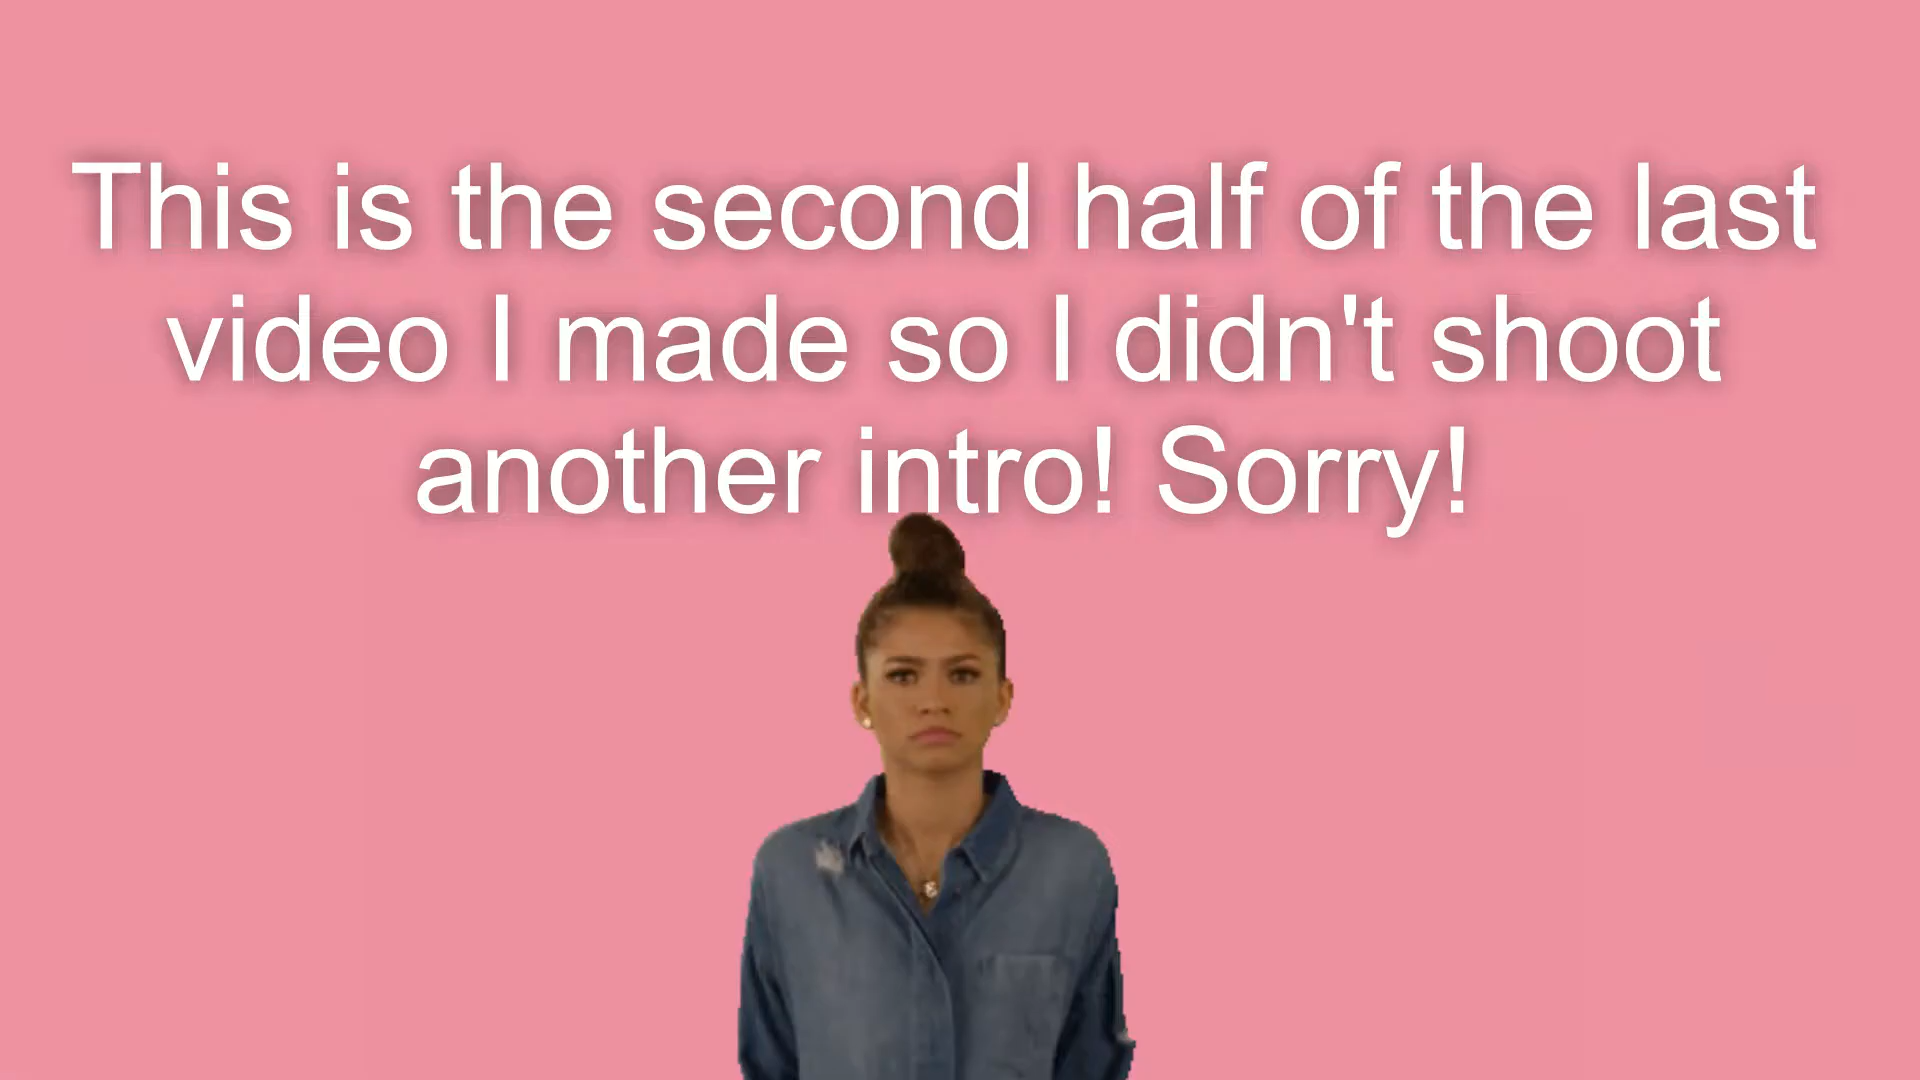 This is the second half of the last
video I made so I didn't shoot
another intro! Sorry!